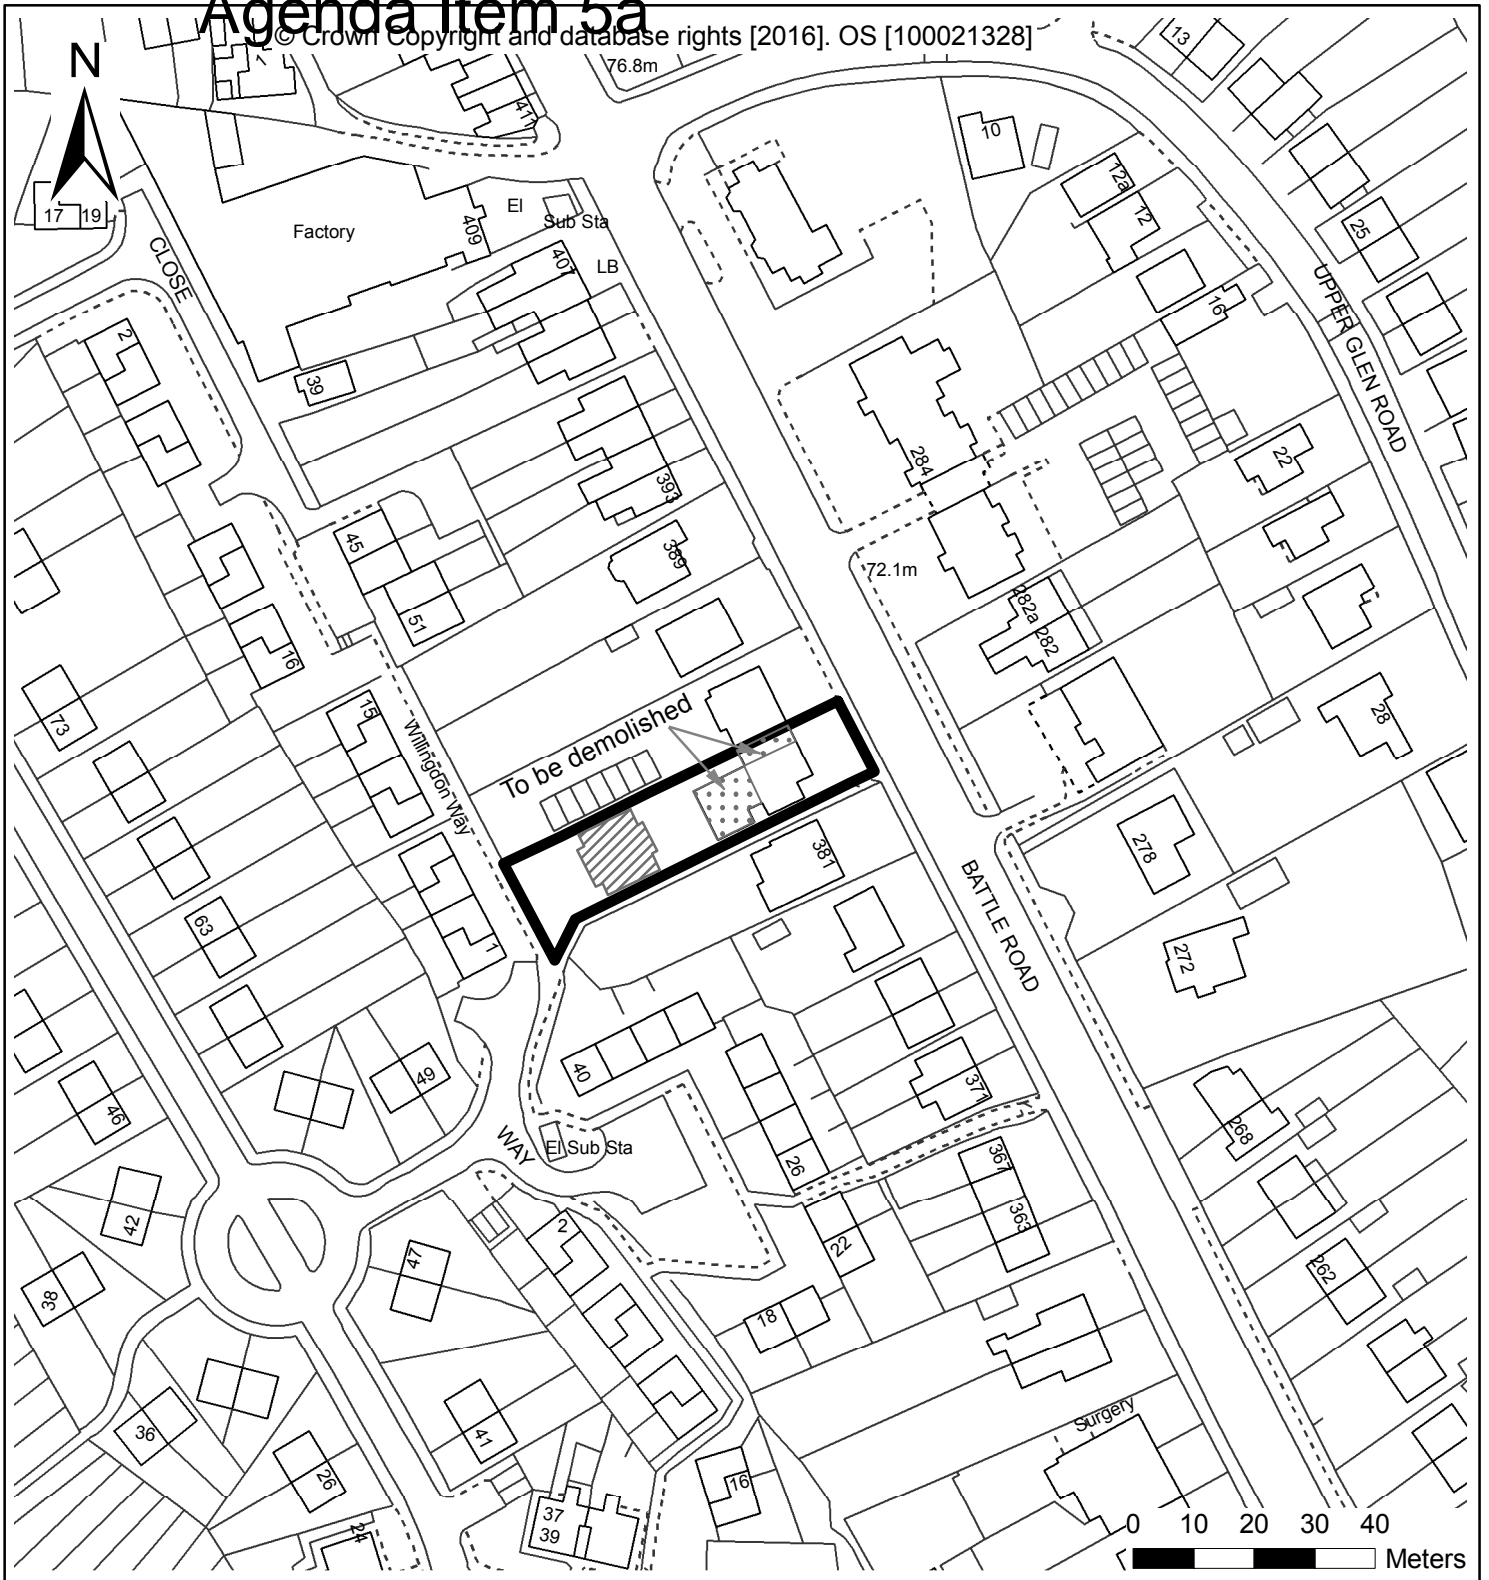 Agenda Item 5a
© Crown Copyright and database rights [2016]. OS [100021328]
N
1
411
76.8m
13
10
12a
12
25
17
19
CLOSE
Factory
409
El
Sub Sta
407
LB
UPPER GLEN ROAD
16
2
39
284
393
22
45
51
389
72.1m
282a
282
16
73
15
Willingdon Way
To be demolished
28
381
278
BATTLE ROAD
63
1
272
40
49
371
46
WAY
El Sub Sta
26
367
363
268
42
2
22
47
262
38
18
36
41
26
Surgery
16
37
39
24
0
10
20
30
40
Meters